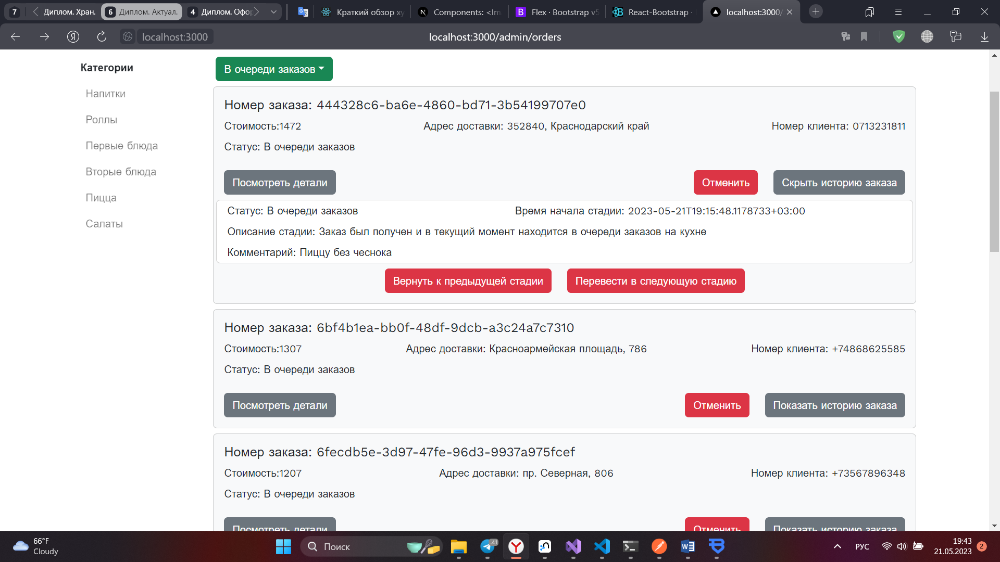 7
Диплом. Хран.
6
Диплом. Актуал.
4
Диплом. Офор
Краткий обзор ху
Components: <Im
Flex · Bootstrap v5
React-Bootstrap ·
localhost:3000/
localhost:3000
localhost:3000/admin/orders
Категории
Напитки
Роллы
Первые блюда
Вторые блюда
Пицца
Салаты
В очереди заказов
Номер заказа: 444328c6-ba6e-4860-bd71-3b54199707e0
Стоимость:1472
Адрес доставки: 352840, Краснодарский край
Номер клиента: 0713231811
Статус: В очереди заказов
Посмотреть детали
Отменить
Скрыть историю заказа
Статус: В очереди заказов
Время начала стадии: 2023-05-21T19:15:48.1178733+03:00
Описание стадии: Заказ был получен и в текущий момент находится в очереди заказов на кухне
Комментарий: Пиццу без чеснока
Вернуть к предыдущей стадии
Перевести в следующую стадию
Номер заказа: 6bf4b1ea-bb0f-48df-9dcb-a3c24a7c7310
Стоимость:1307
Адрес доставки: Красноармейская площадь, 786
Номер клиента: +74868625585
Статус: В очереди заказов
Посмотреть детали
Отменить
Показать историю заказа
Номер заказа: 6fecdb5e-3d97-47fe-96d3-9937a975fcef
Стоимость:1207
Адрес доставки: пр. Северная, 806
Номер клиента: +73567896348
Статус: В очереди заказов
Посмотреть детали
Отменить
Показать историю заказа
66°F
Cloudy
Поиск
41
РУС
19:43
21.05.2023
2